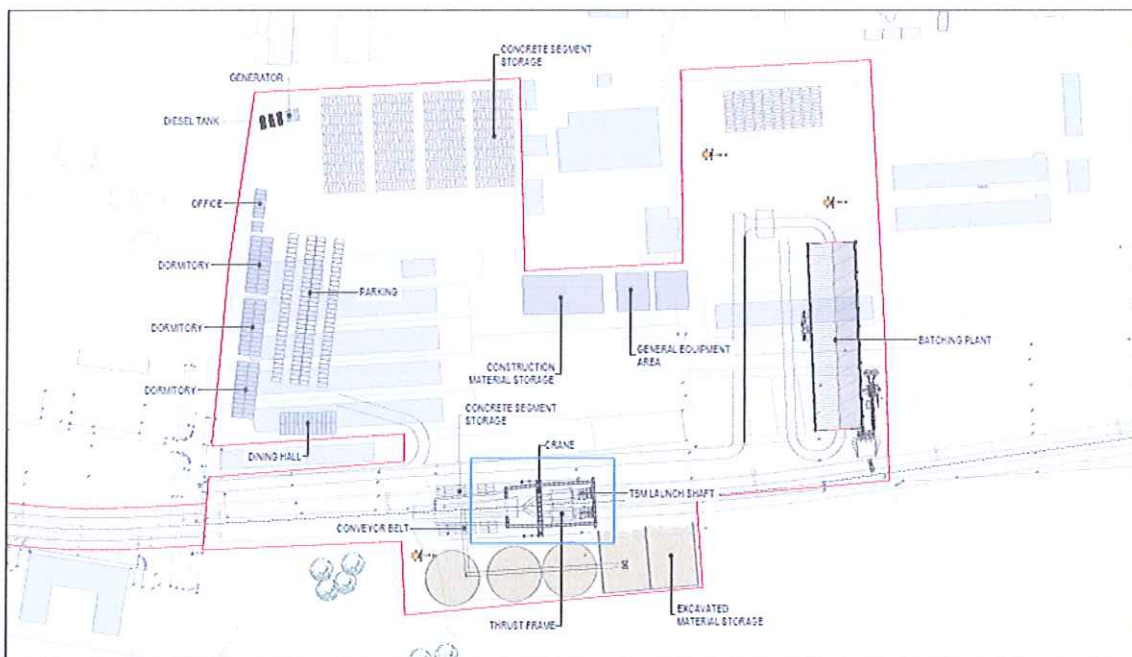 CONCRETE SEGMENT
STORAGE
GENERATOR
DIESEL TANK
OFFICE
DORMITORY
PARKING
DORMITORY
DORMITORY
DINING HALL
CONSTRUCTION
MATERIAL STORAGE
GENERAL EQUIPMENT
AREA
BATCHING PLANT
CONCRETE SEGMENT
STORAGE
CRANE
TBM LAUNCH SHAFT
CONVEYOR BELT
THRUST FRAME
EXCAVATED
MATERIAL STORAGE